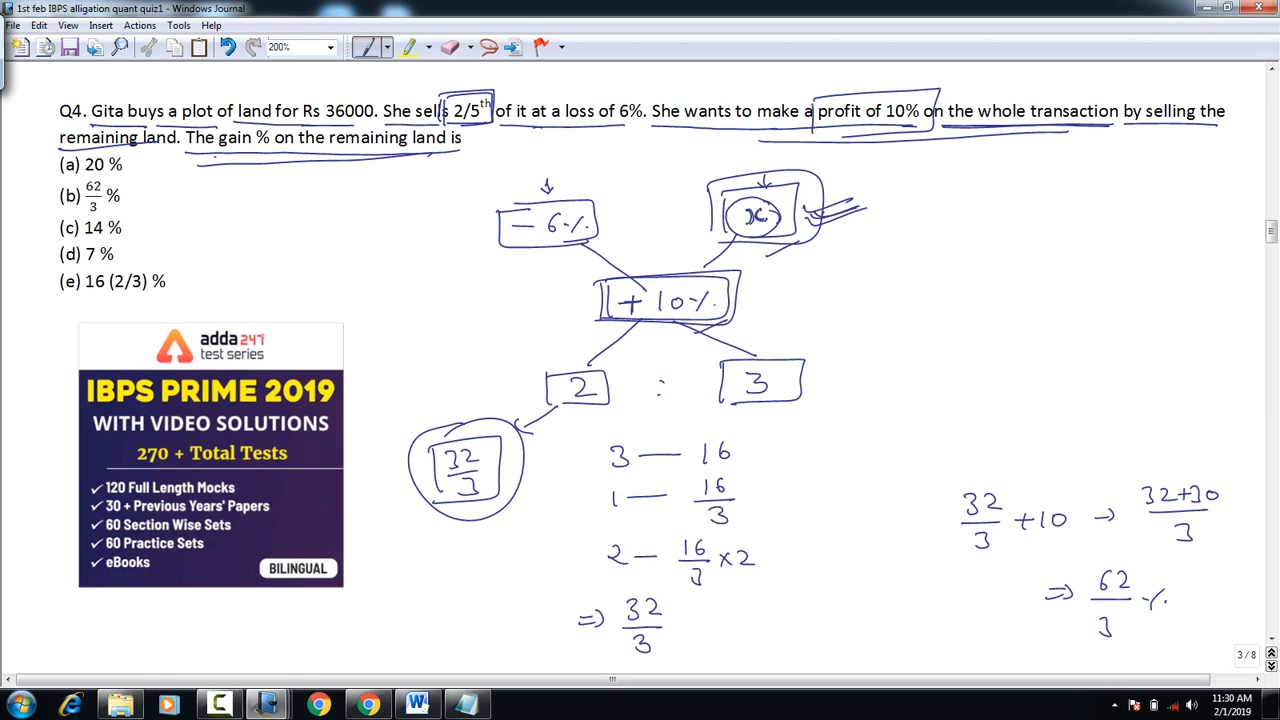 1st feb IBPS alligation quant quiz1 - Windows Journal
File Edit View Insert Actions Tools Help
200%
Q4. Gita buys a plot of land for Rs 36000. She sells 2/5th of it at a loss of 6%. She wants to make a profit of 10% on the whole transaction by selling the
remaining land. The gain % on the remaining land is
(a) 20 %
(b) 62/3 %
(c) 14 %
(d) 7 %
(e) 16 (2/3) %
- 6%
x
+ 10%
2 : 3
32/3
3 — 16
1 — 16/3
2 — 16/3 × 2
⇒ 32/3
32/3 + 10 → 32+30/3
⇒ 62/3 %
adda247
test series
IBPS PRIME 2019
WITH VIDEO SOLUTIONS
270 + Total Tests
✓ 120 Full Length Mocks
✓ 30 + Previous Years' Papers
✓ 60 Section Wise Sets
✓ 60 Practice Sets
✓ eBooks
BILINGUAL
3 / 8
11:30 AM
2/1/2019